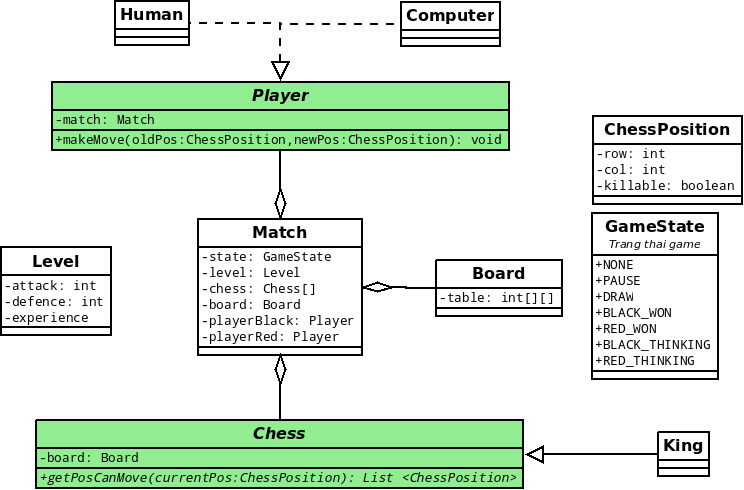 Human
Computer
Player
-match: Match
+makeMove(oldPos:ChessPosition,newPos:ChessPosition): void
ChessPosition
-row: int
-col: int
-killable: boolean
Match
-state: GameState
-level: Level
-chess: Chess[]
-board: Board
-playerBlack: Player
-playerRed: Player
GameState
Trang thai game
+NONE
+PAUSE
+DRAW
+BLACK_WON
+RED_WON
+BLACK_THINKING
+RED_THINKING
Level
-attack: int
-defence: int
-experience
Board
-table: int[][]
Chess
-board: Board
+getPosCanMove(currentPos:ChessPosition): List <ChessPosition>
King